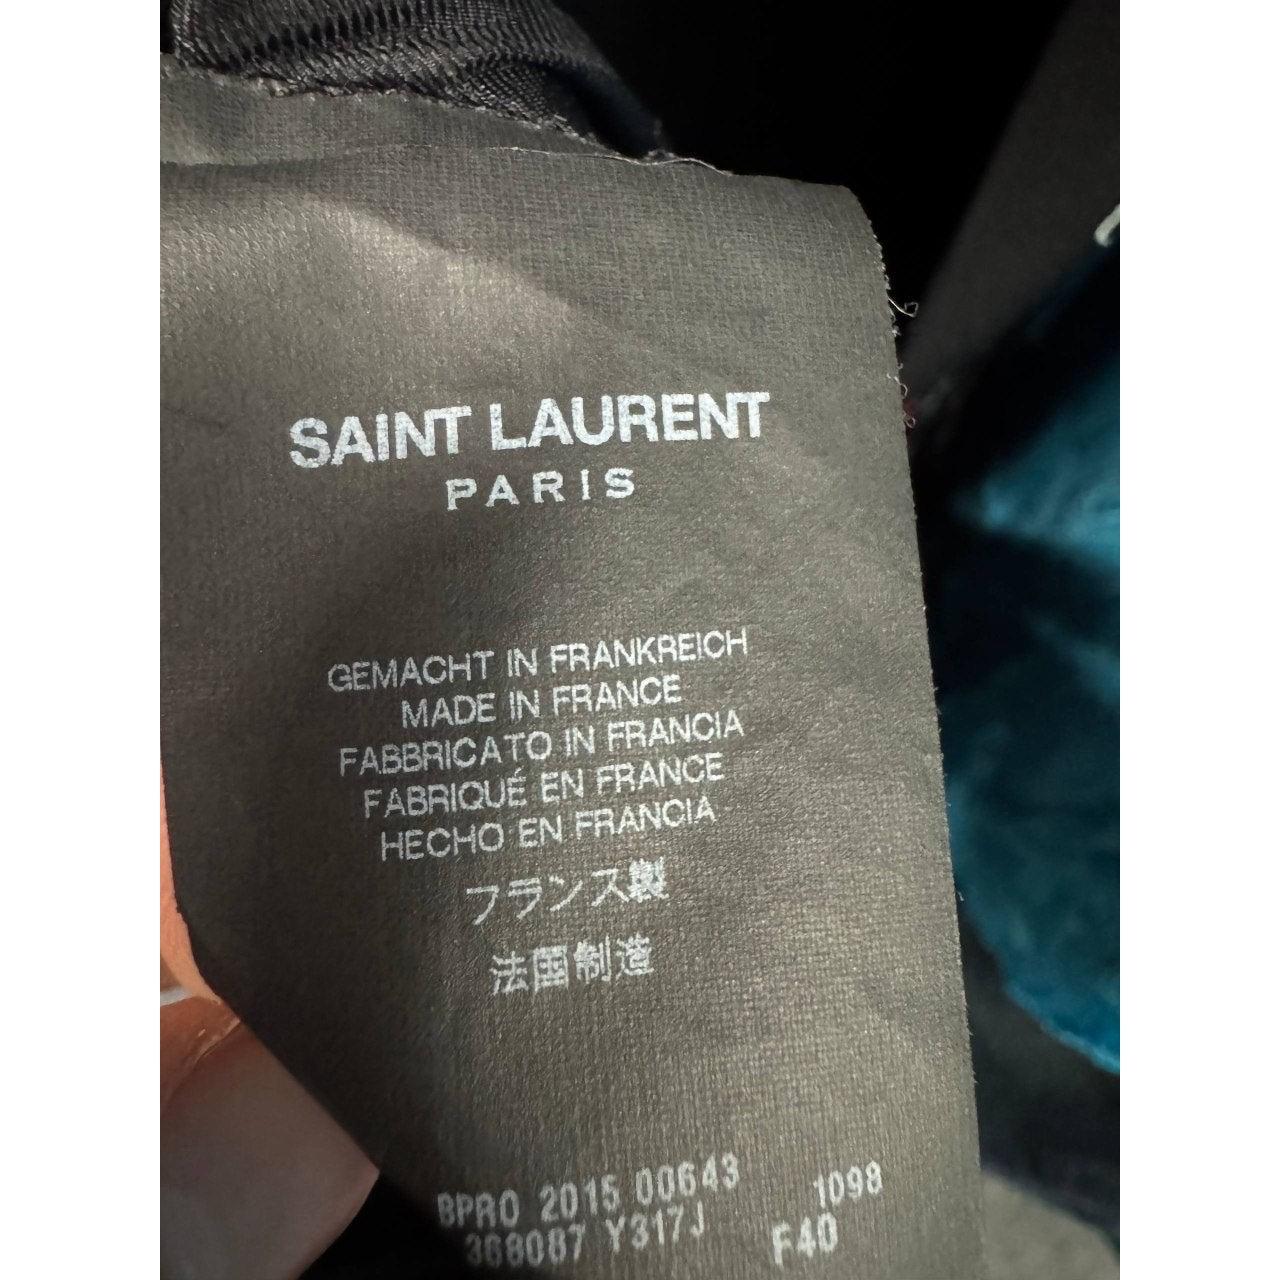 SAINT LAURENT
PARIS
GEMACHT IN FRANKREICH
MADE IN FRANCE
FABBRICATO IN FRANCIA
FABRIQUÉ EN FRANCE
HECHO EN FRANCIA
フランス製
法国制造
BPRO 2015 00643 1098
368087 Y317J F40